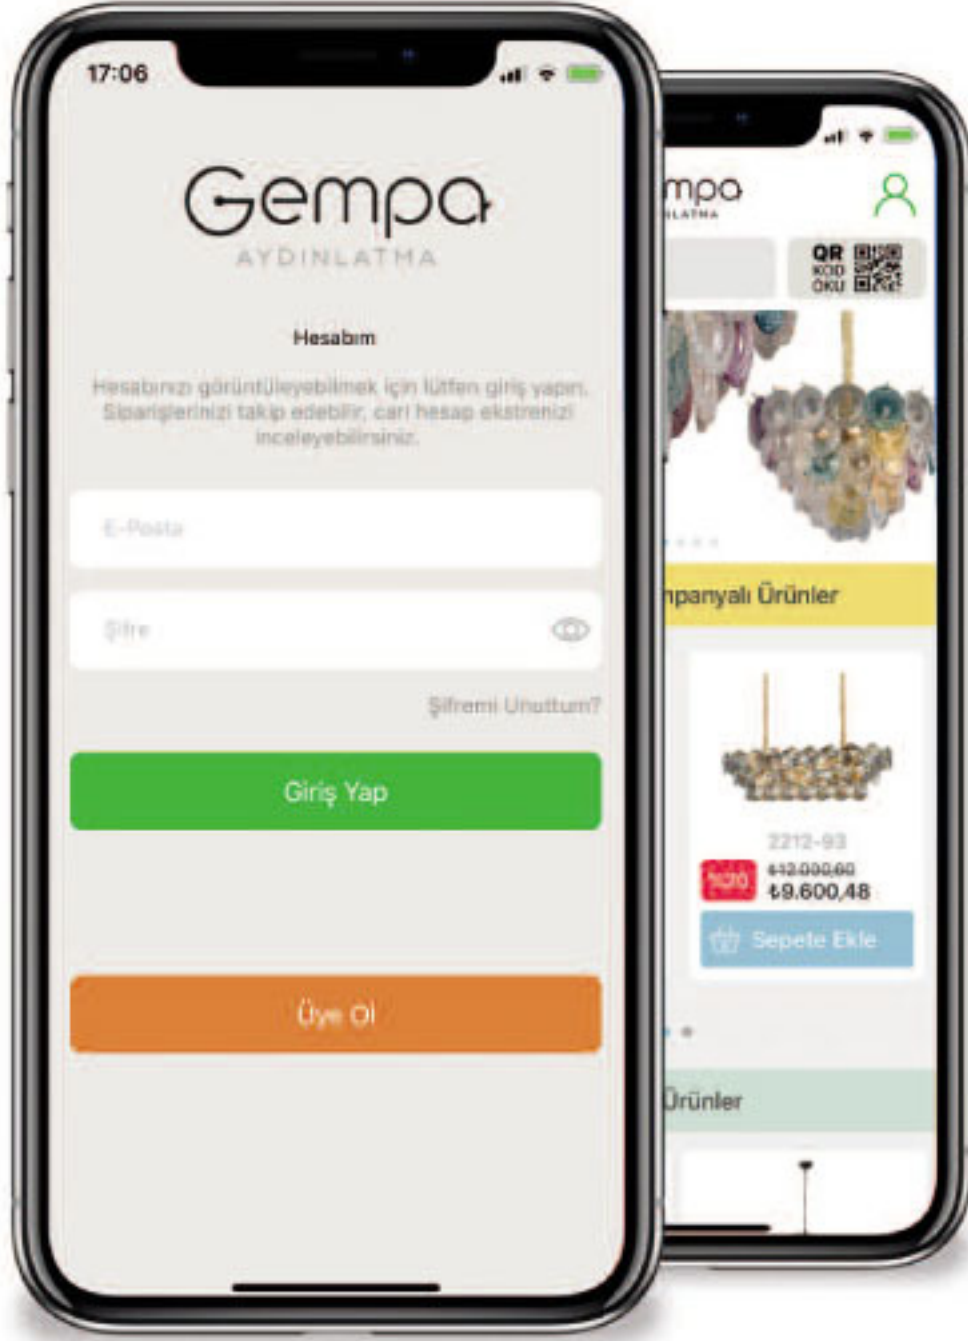 17:06
Gempa
AYDINLATMA
Hesabım
Hesabınızı görüntüleyebilmek için lütfen giriş yapın.
Siparişlerinizi takip edebilir, cari hesap ekstrenizi
inceleyebilirsiniz.
E-Posta
Şifre
Şifremi Unuttum?
Giriş Yap
Üye Ol
mpa
LATMA
QR
KOD
OKU
mpanyalı Ürünler
2212-93
%20
₺12.000,60
₺9.600,48
Sepete Ekle
Ürünler